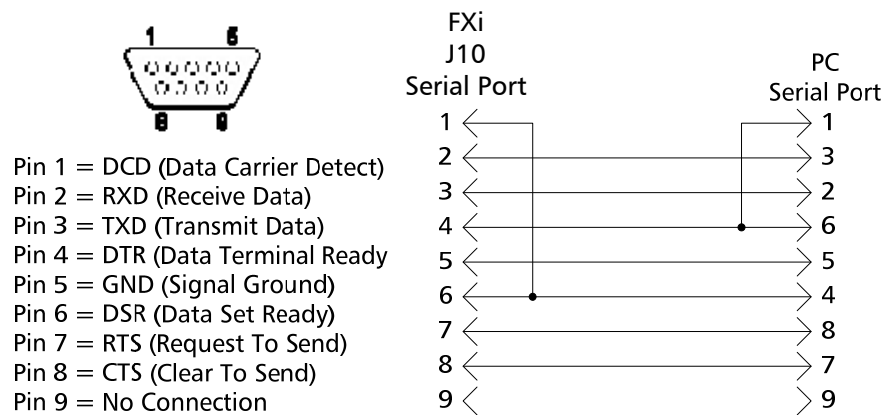 1 6
6 9
Pin 1 = DCD (Data Carrier Detect)
Pin 2 = RXD (Receive Data)
Pin 3 = TXD (Transmit Data)
Pin 4 = DTR (Data Terminal Ready
Pin 5 = GND (Signal Ground)
Pin 6 = DSR (Data Set Ready)
Pin 7 = RTS (Request To Send)
Pin 8 = CTS (Clear To Send)
Pin 9 = No Connection
FXi
J10
Serial Port
PC
Serial Port
1 1
2 3
3 2
4 6
5 5
6 4
7 8
8 7
9 9